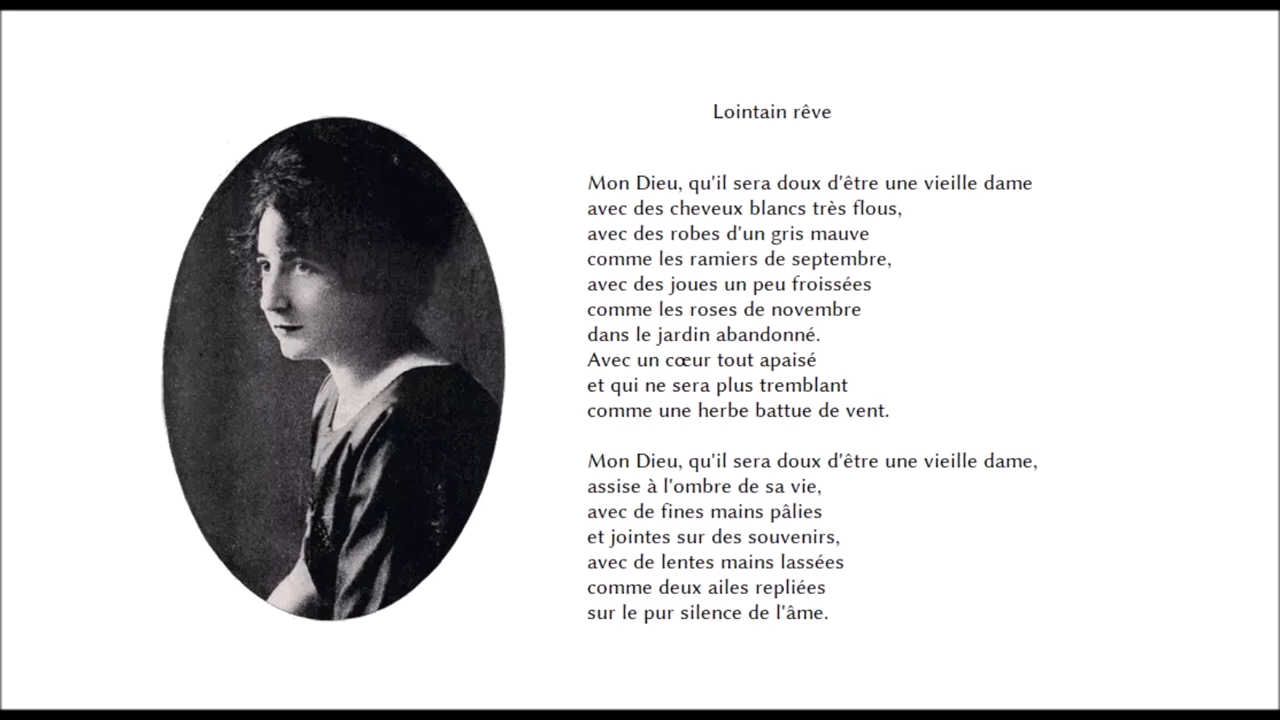 Lointain rêve
Mon Dieu, qu'il sera doux d'être une vieille dame
avec des cheveux blancs très flous,
avec des robes d'un gris mauve
comme les ramiers de septembre,
avec des joues un peu froissées
comme les roses de novembre
dans le jardin abandonné.
Avec un cœur tout apaisé
et qui ne sera plus tremblant
comme une herbe battue de vent.
Mon Dieu, qu'il sera doux d'être une vieille dame,
assise à l'ombre de sa vie,
avec de fines mains pâlies
et jointes sur des souvenirs,
avec de lentes mains lassées
comme deux ailes repliées
sur le pur silence de l'âme.